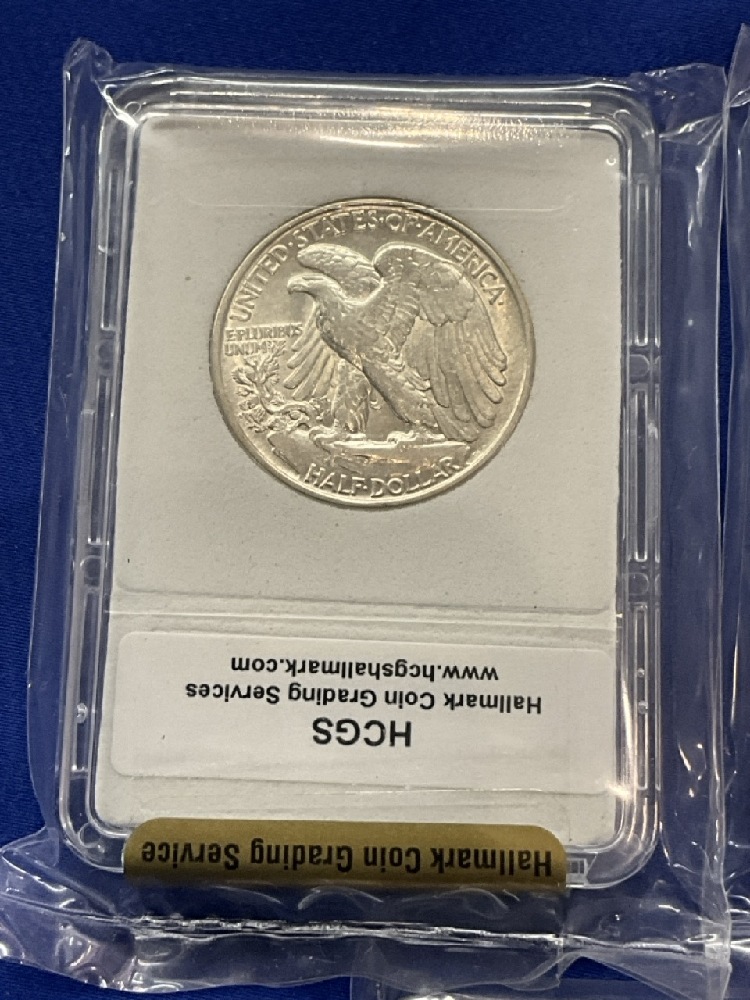 UNITED·STATES·OF·AMERICA·
E·PLURIBUS
UNUM
HALF·DOLLAR
HCGS
Hallmark Coin Grading Services
www.hcgshallmark.com
Hallmark Coin Grading Service